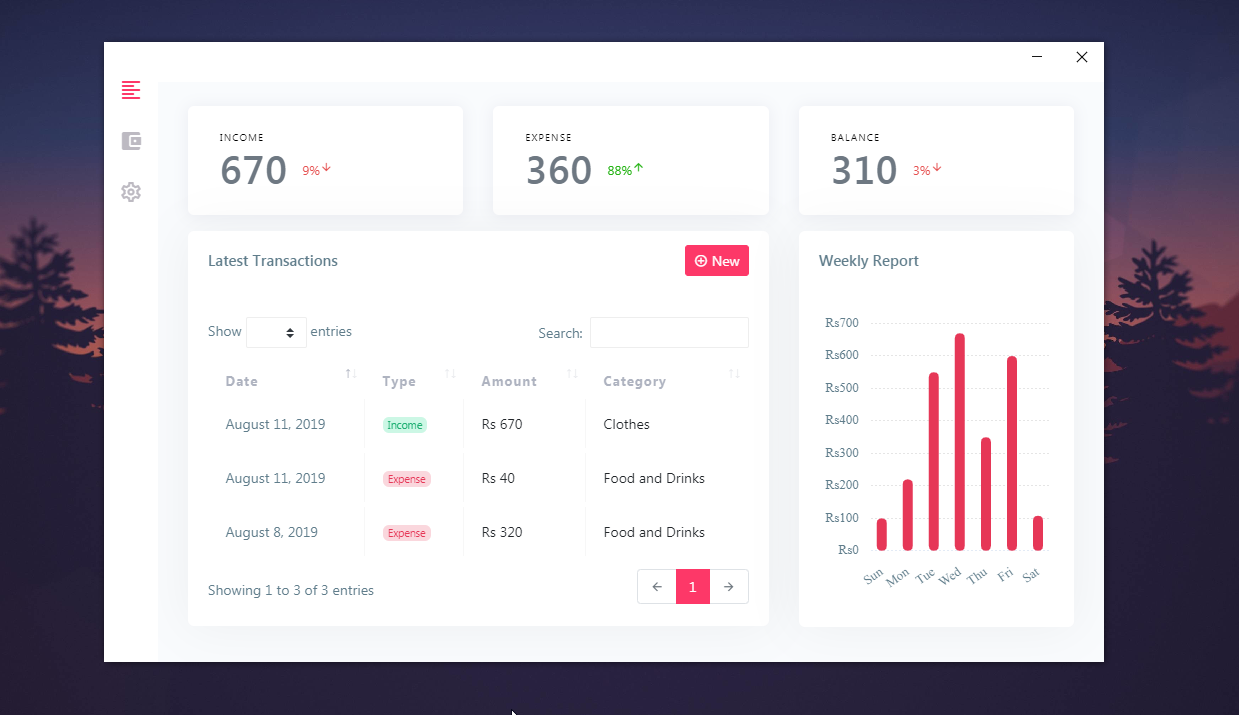 INCOME
670 9%
EXPENSE
360 88%
BALANCE
310 3%
Latest Transactions
New
Show entries
Search:
Date Type Amount Category
August 11, 2019 Income Rs 670 Clothes
August 11, 2019 Expense Rs 40 Food and Drinks
August 8, 2019 Expense Rs 320 Food and Drinks
Showing 1 to 3 of 3 entries
1
Weekly Report
Rs700
Rs600
Rs500
Rs400
Rs300
Rs200
Rs100
Rs0
Sun Mon Tue Wed Thu Fri Sat